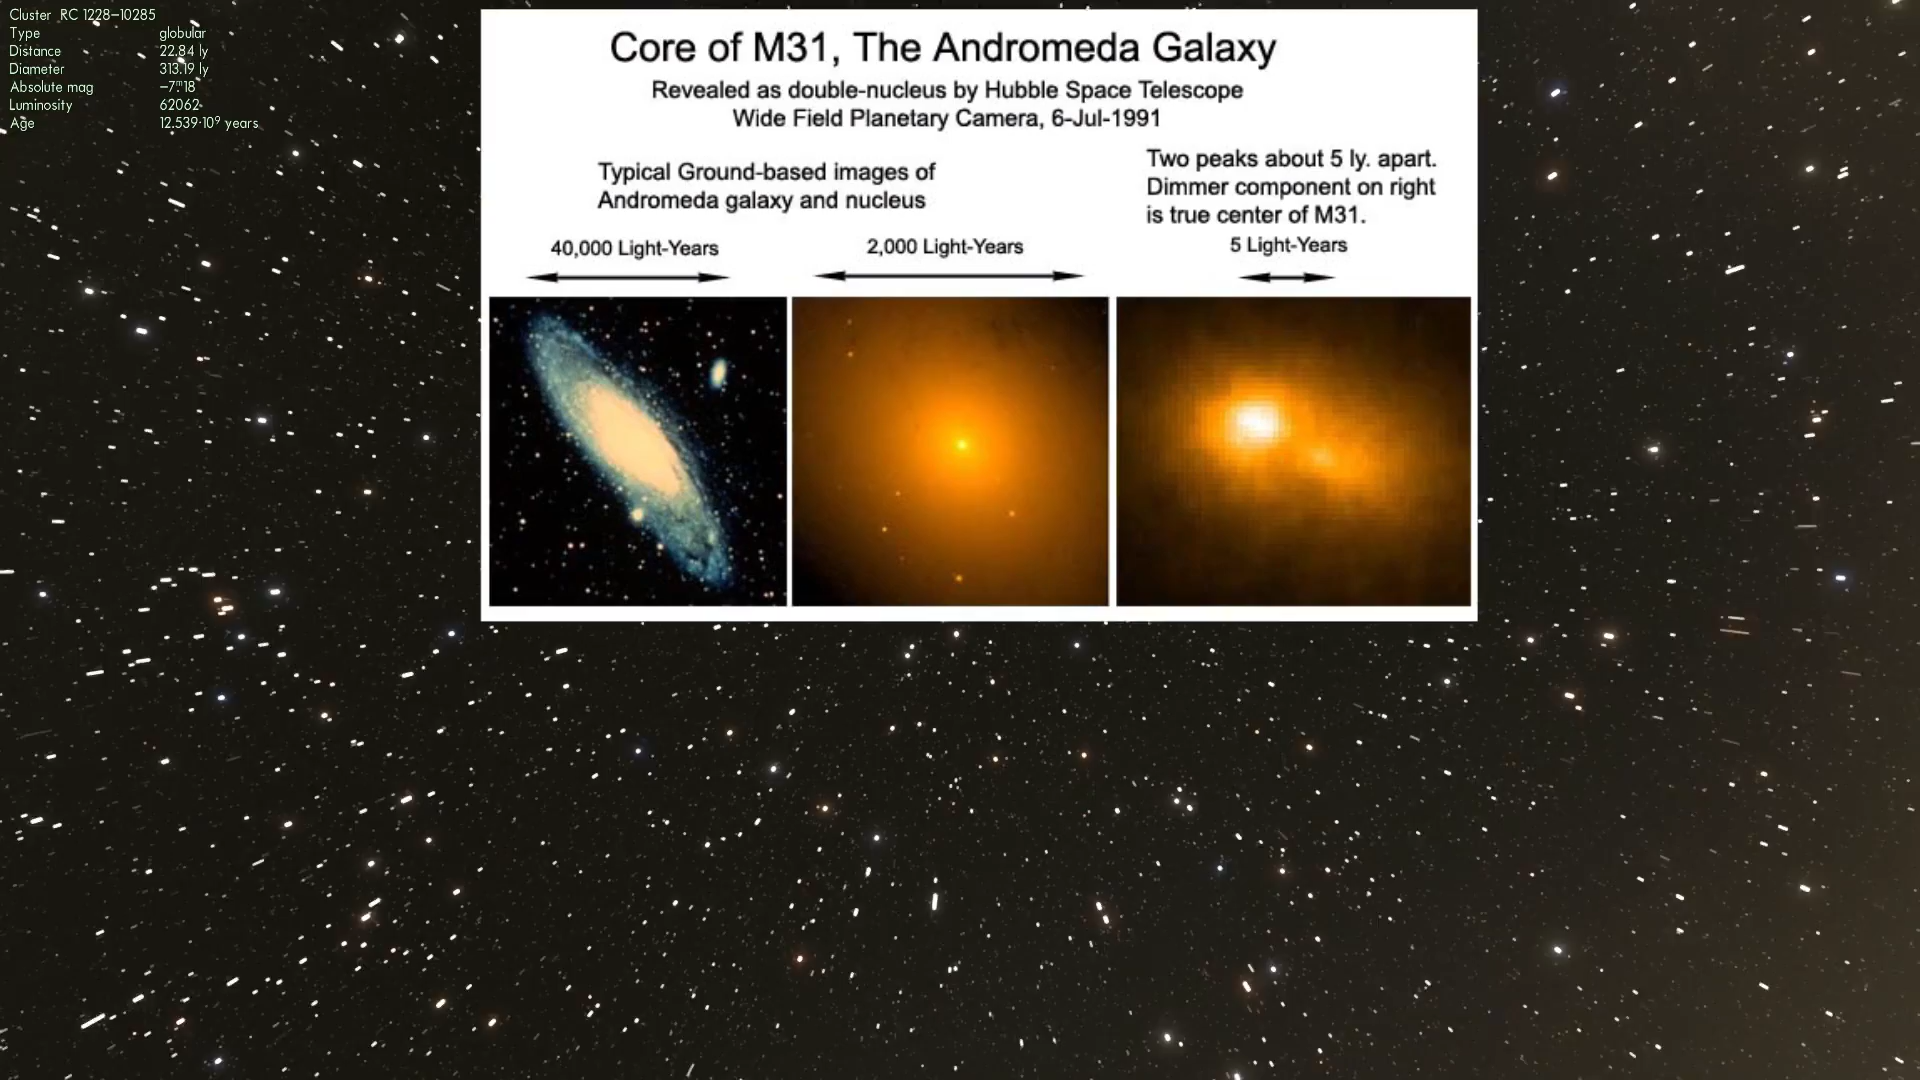 Cluster RC 1228–10285
Type globular
Distance 22.84 ly
Diameter 313.19 ly
Absolute mag –7.ᵐ18
Luminosity 62062
Age 12.539·10⁹ years
Core of M31, The Andromeda Galaxy
Revealed as double-nucleus by Hubble Space Telescope
Wide Field Planetary Camera, 6-Jul-1991
Typical Ground-based images of
Andromeda galaxy and nucleus
Two peaks about 5 ly. apart.
Dimmer component on right
is true center of M31.
40,000 Light-Years
2,000 Light-Years
5 Light-Years